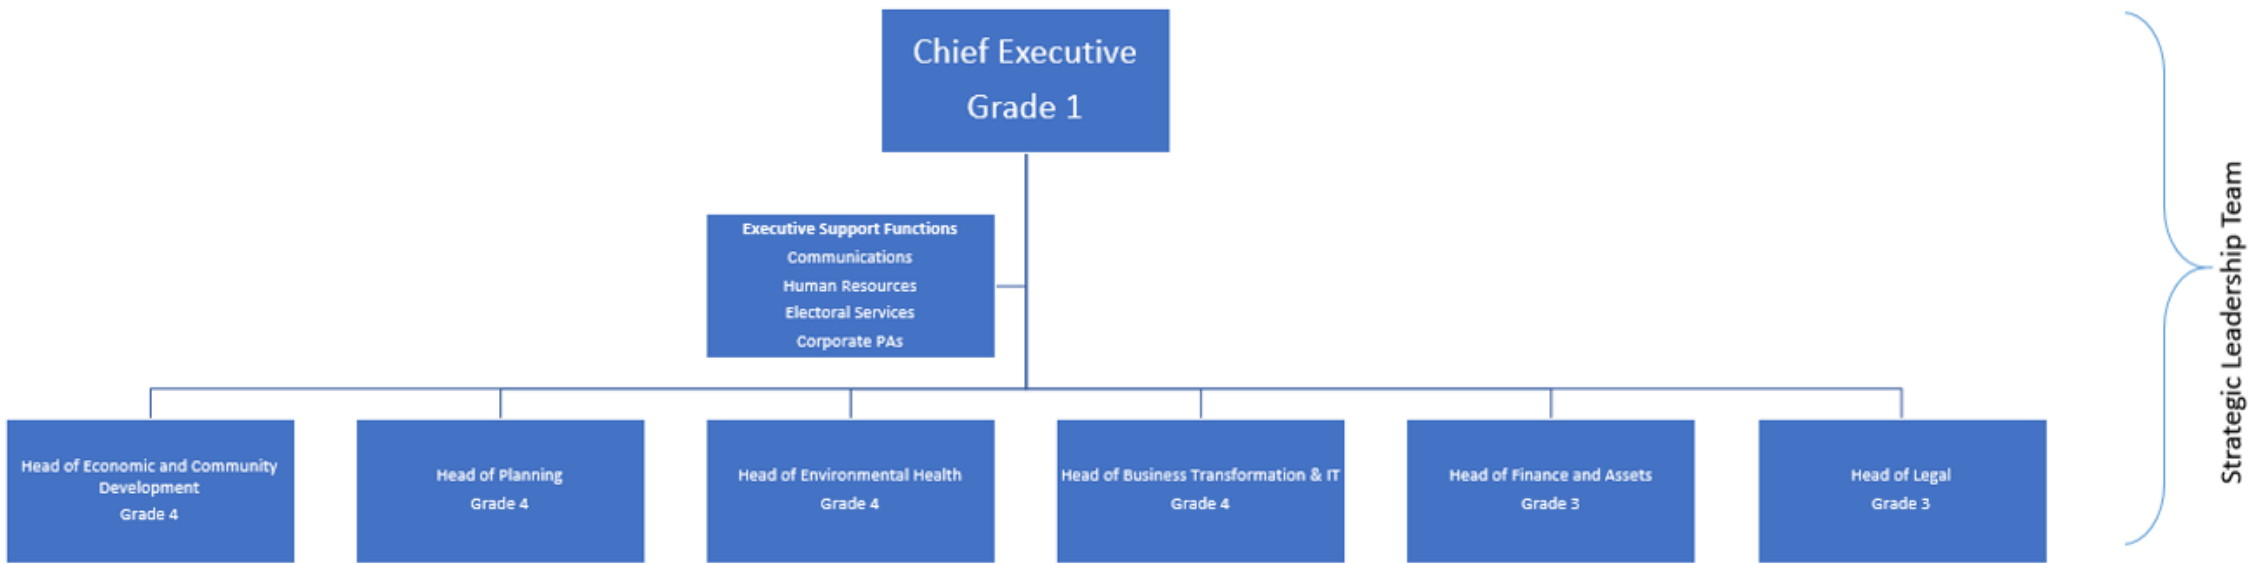 Chief Executive
Grade 1
Executive Support Functions
Communications
Human Resources
Electoral Services
Corporate PAs
Head of Economic and Community
Development
Grade 4
Head of Planning
Grade 4
Head of Environmental Health
Grade 4
Head of Business Transformation & IT
Grade 4
Head of Finance and Assets
Grade 3
Head of Legal
Grade 3
Strategic Leadership Team